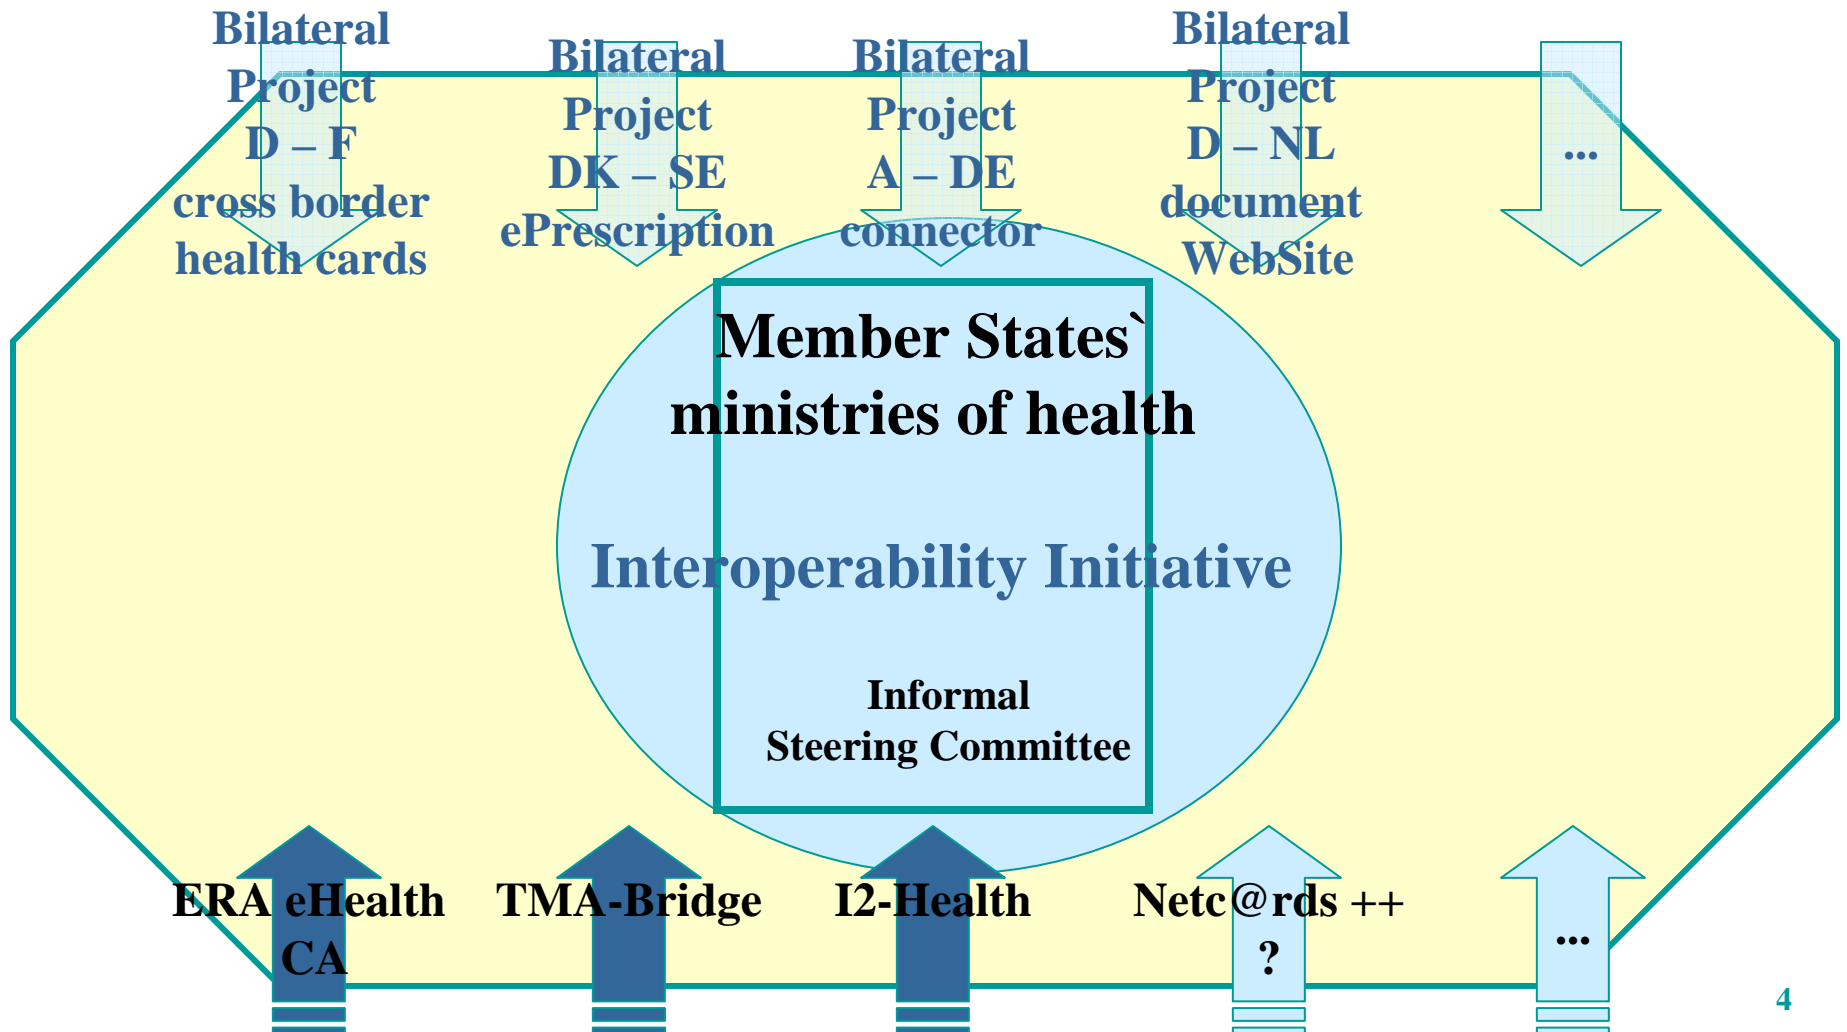 Bilateral
Project
D – F
cross border
health cards
Bilateral
Project
DK – SE
ePrescription
Bilateral
Project
A – DE
connector
Bilateral
Project
D – NL
document
WebSite
...
Member States`
ministries of health
Interoperability Initiative
Informal
Steering Committee
ERA eHealth
CA
TMA-Bridge
I2-Health
Netc@rds ++
?
...
4